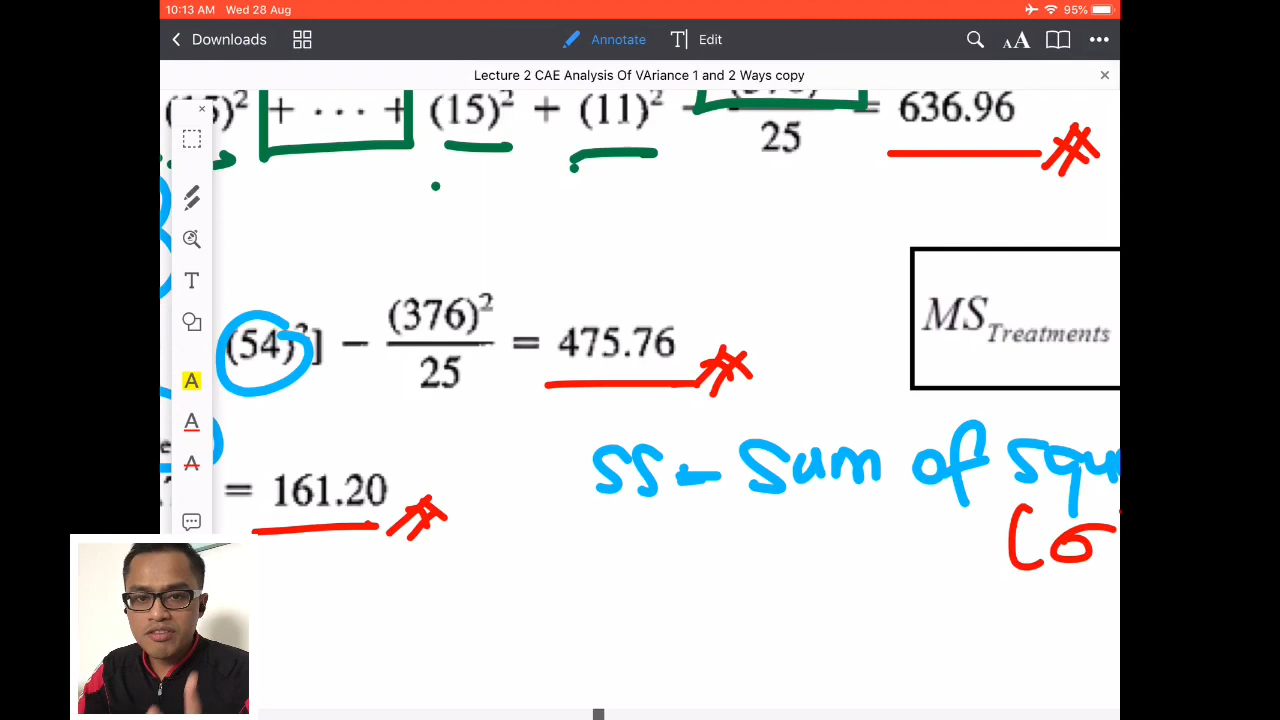 10:13 AM Wed 28 Aug 95%
Downloads Annotate T Edit AA
Lecture 2 CAE Analysis Of VAriance 1 and 2 Ways copy
+ ··· + (15)² + (11)² − /25 = 636.96
(54)²] − (376)²/25 = 475.76
MS Treatments
SS - Sum of squ
= 161.20
(σ